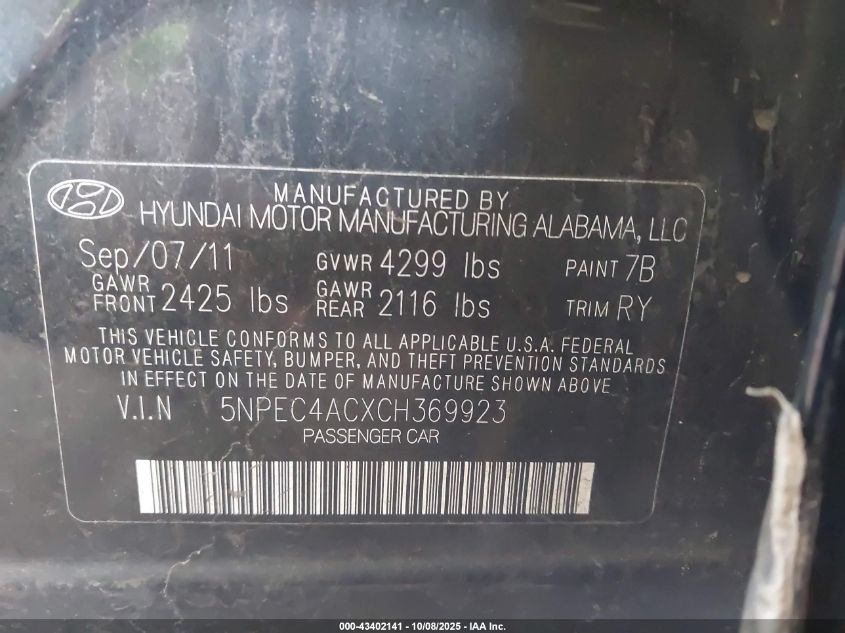 MANUFACTURED BY
HYUNDAI MOTOR MANUFACTURING ALABAMA, LLC
Sep/07/11 GVWR 4299 lbs PAINT 7B
GAWR FRONT 2425 lbs GAWR REAR 2116 lbs TRIM RY
THIS VEHICLE CONFORMS TO ALL APPLICABLE U.S.A. FEDERAL
MOTOR VEHICLE SAFETY, BUMPER, AND THEFT PREVENTION STANDARDS
IN EFFECT ON THE DATE OF MANUFACTURE SHOWN ABOVE
V.I.N 5NPEC4ACXCH369923
PASSENGER CAR
000-43402141 - 10/08/2025 - IAA Inc.